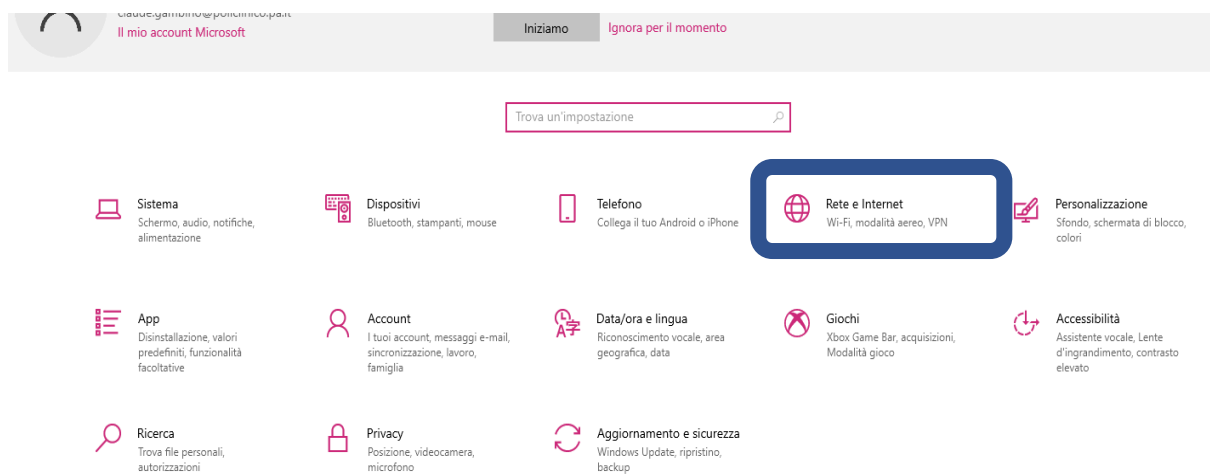 claude.gambino@policlinico.pa.it
Il mio account Microsoft
Iniziamo
Ignora per il momento
Trova un'impostazione
Sistema
Schermo, audio, notifiche,
alimentazione
Dispositivi
Bluetooth, stampanti, mouse
Telefono
Collega il tuo Android o iPhone
Rete e Internet
Wi-Fi, modalità aereo, VPN
Personalizzazione
Sfondo, schermata di blocco,
colori
App
Disinstallazione, valori
predefiniti, funzionalità
facoltative
Account
I tuoi account, messaggi e-mail,
sincronizzazione, lavoro,
famiglia
Data/ora e lingua
Riconoscimento vocale, area
geografica, data
Giochi
Xbox Game Bar, acquisizioni,
Modalità gioco
Accessibilità
Assistente vocale, Lente
d'ingrandimento, contrasto
elevato
Ricerca
Trova file personali,
autorizzazioni
Privacy
Posizione, videocamera,
microfono
Aggiornamento e sicurezza
Windows Update, ripristino,
backup